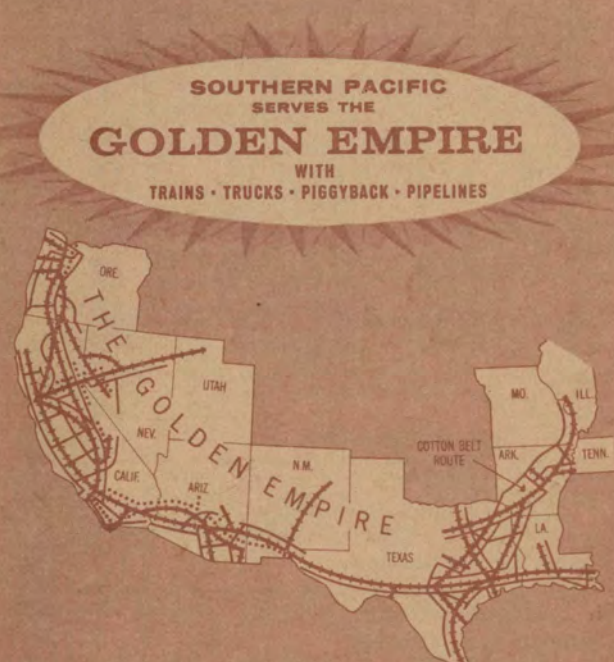 SOUTHERN PACIFIC
SERVES THE
GOLDEN EMPIRE
WITH
TRAINS • TRUCKS • PIGGYBACK • PIPELINES
ORE.
THE GOLDEN EMPIRE
UTAH
NEV.
CALIF.
ARIZ.
N.M.
TEXAS
COTTON BELT
ROUTE
MO.
ILL.
ARK.
TENN.
LA.